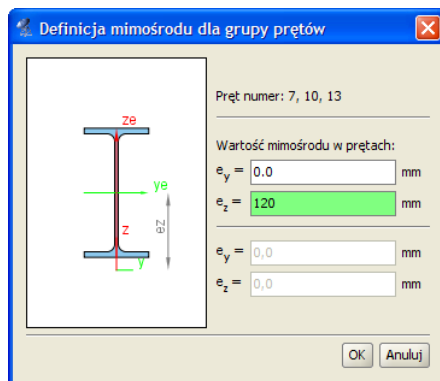 Definicja mimośrodu dla grupy prętów
ze
ye
z
ez
y
Pręt numer: 7, 10, 13
Wartość mimośrodu w prętach:
ey = 0.0 mm
ez = 120 mm
ey = 0,0 mm
ez = 0,0 mm
OK Anuluj